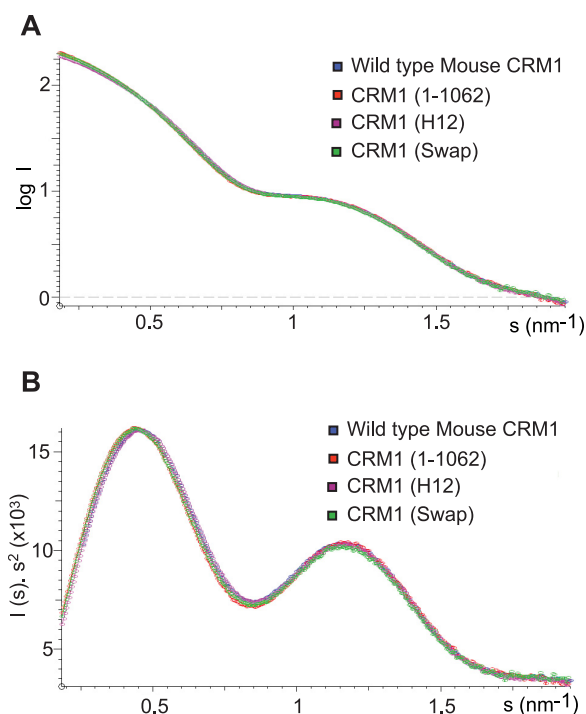 A
2
1
0
log I
Wild type Mouse CRM1
CRM1 (1-1062)
CRM1 (H12)
CRM1 (Swap)
0.5
1
1.5
s (nm-1)
B
15
10
5
I (s). s2 (x103)
Wild type Mouse CRM1
CRM1 (1-1062)
CRM1 (H12)
CRM1 (Swap)
0.5
1
1.5
s (nm-1)